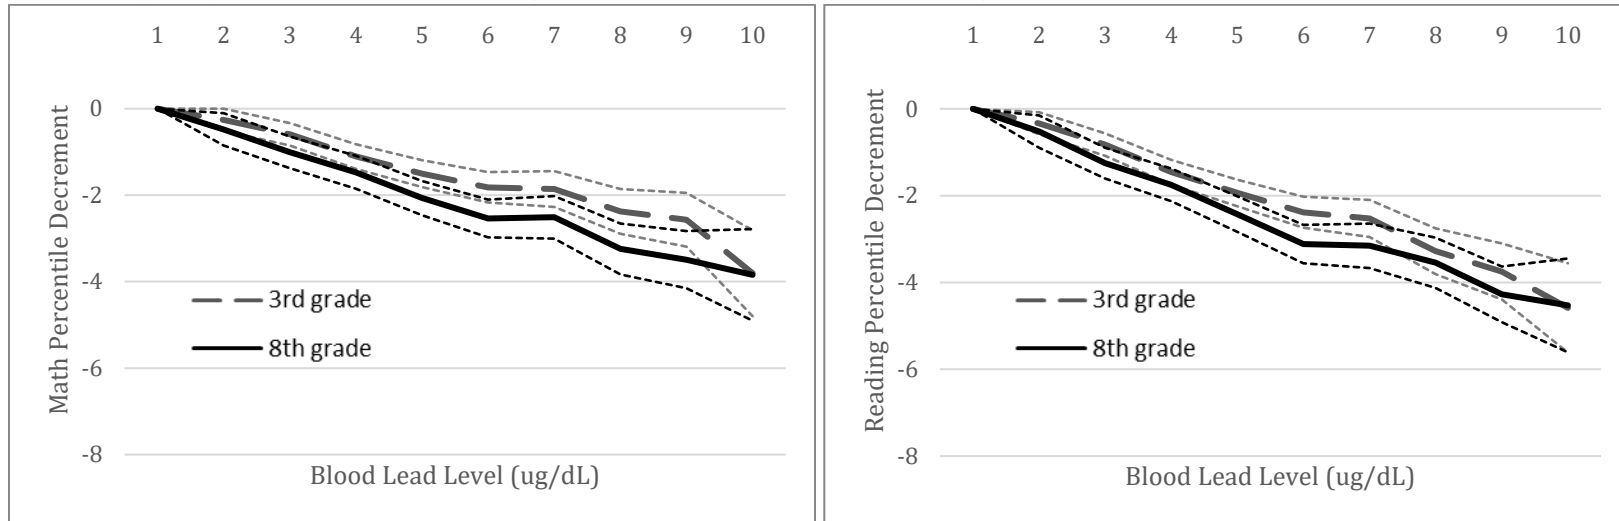 1 2 3 4 5 6 7 8 9 10
0
-2
-4
-6
-8
Math Percentile Decrement
3rd grade
8th grade
Blood Lead Level (ug/dL)
1 2 3 4 5 6 7 8 9 10
0
-2
-4
-6
-8
Reading Percentile Decrement
3rd grade
8th grade
Blood Lead Level (ug/dL)